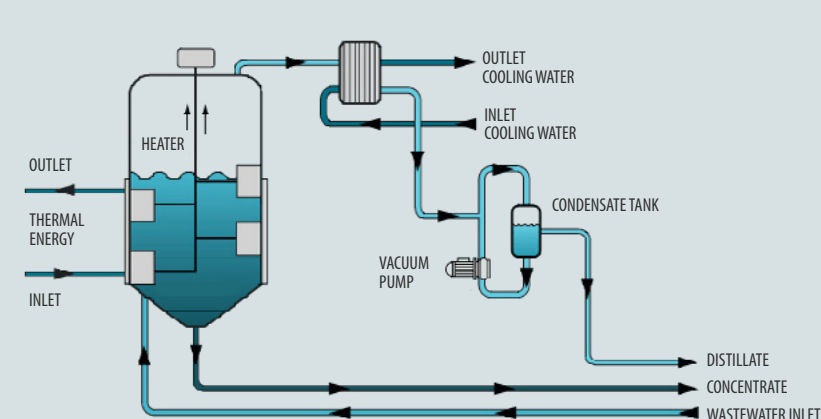 OUTLET
COOLING WATER
INLET
COOLING WATER
HEATER
OUTLET
THERMAL
ENERGY
INLET
CONDENSATE TANK
VACUUM
PUMP
DISTILLATE
CONCENTRATE
WASTEWATER INLET